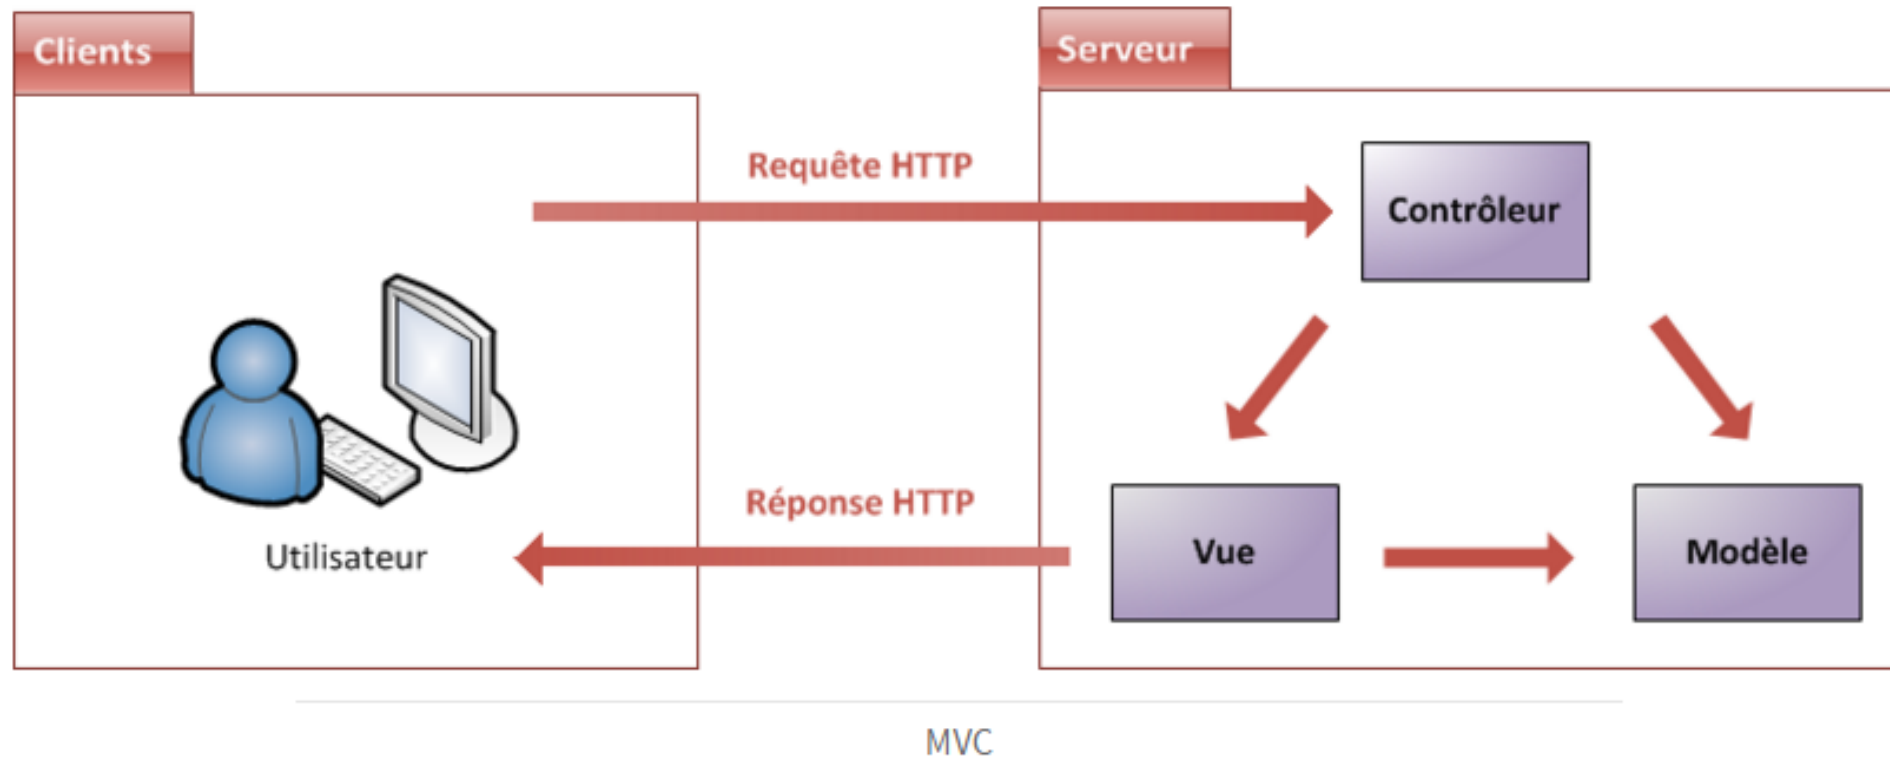 Clients
Serveur
Requête HTTP
Contrôleur
Réponse HTTP
Utilisateur
Vue
Modèle
MVC